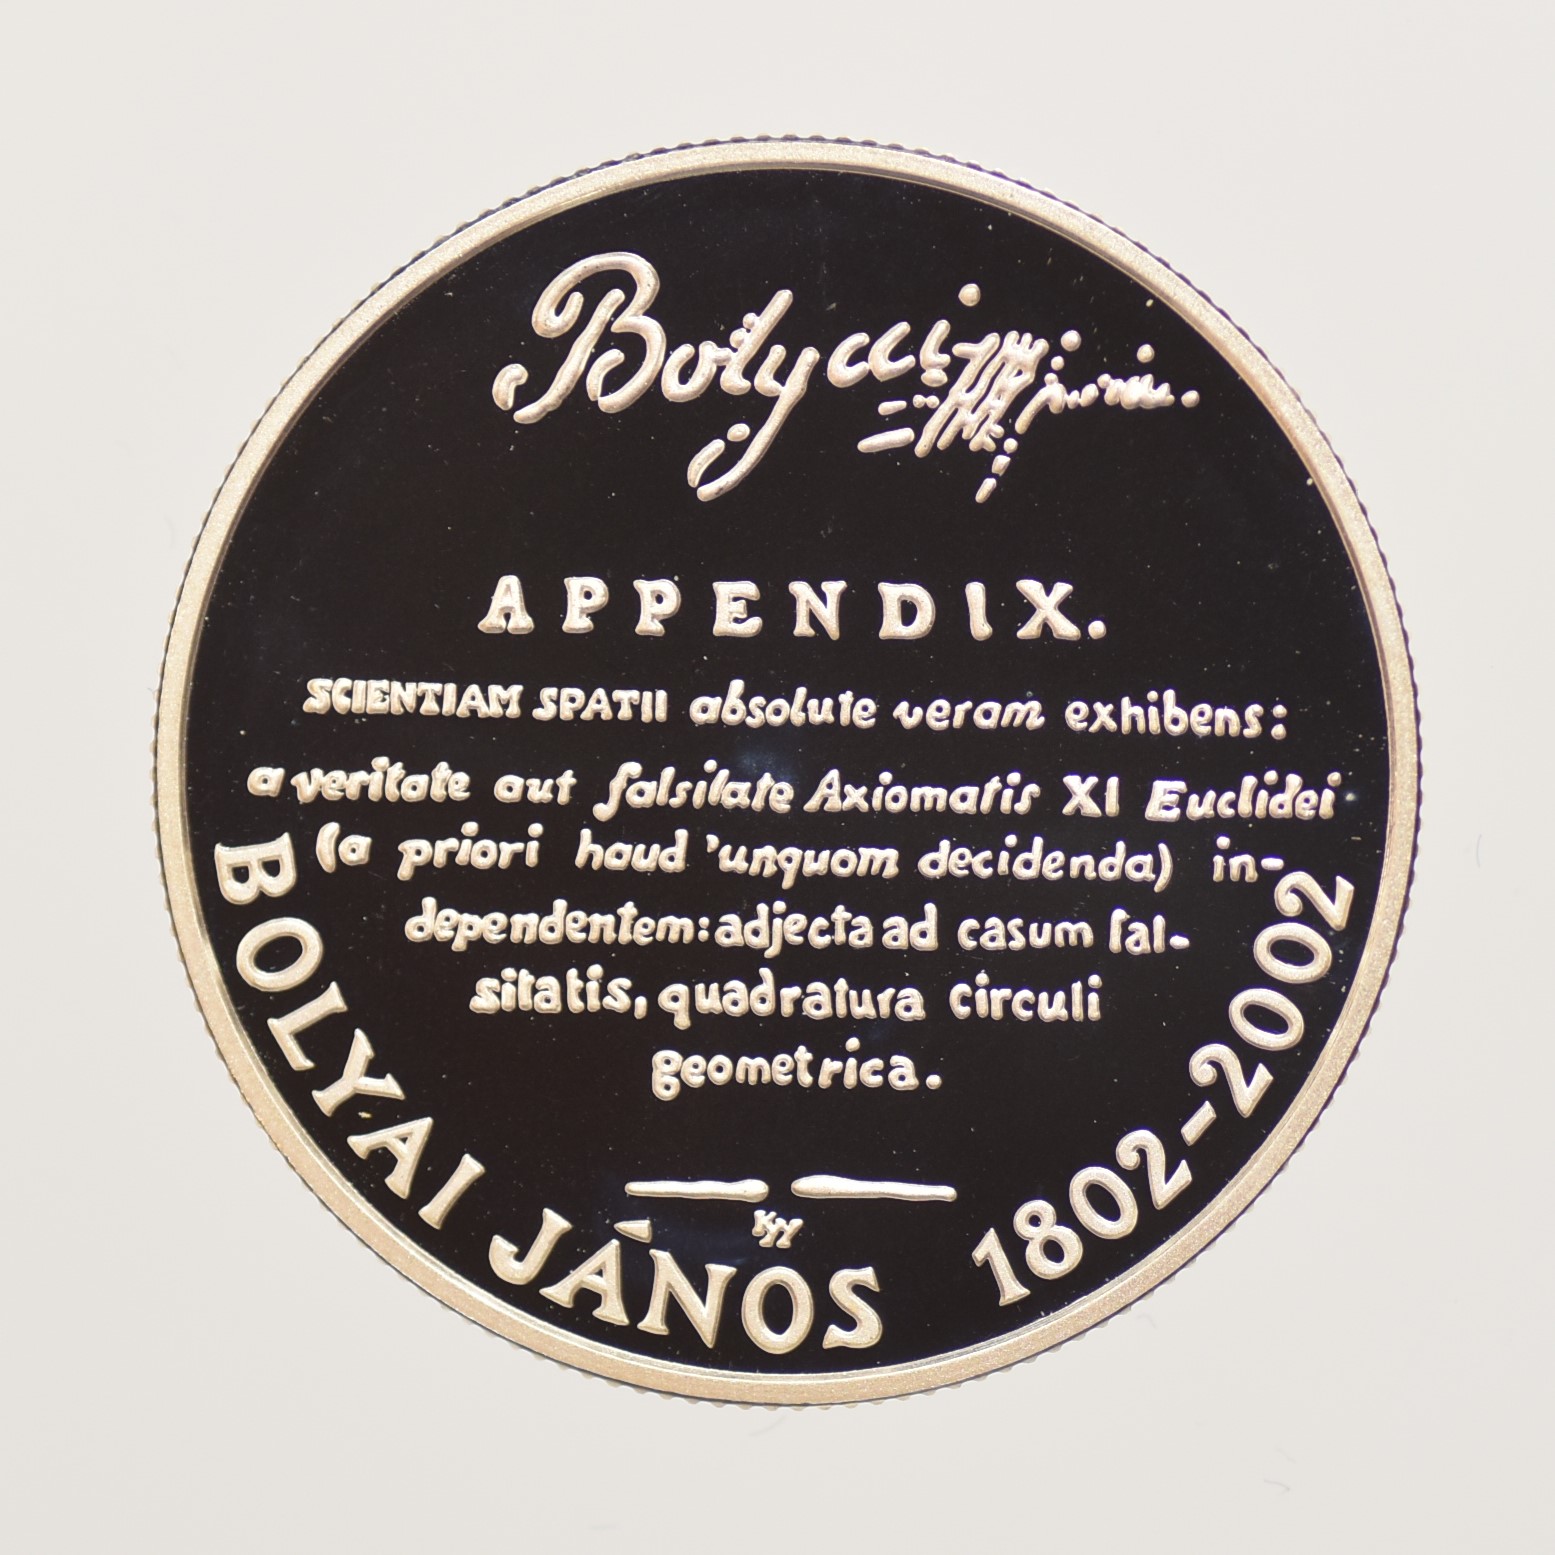 Bolyai
APPENDIX.
SCIENTIAM SPATII absolute veram exhibens:
a veritate aut falsitate Axiomatis XI Euclidei
(a priori haud 'unquam decidenda) in-
dependentem: adjecta ad casum fal-
sitatis, quadratura circuli
geometrica.
BOLYAI JÁNOS 1802-2002